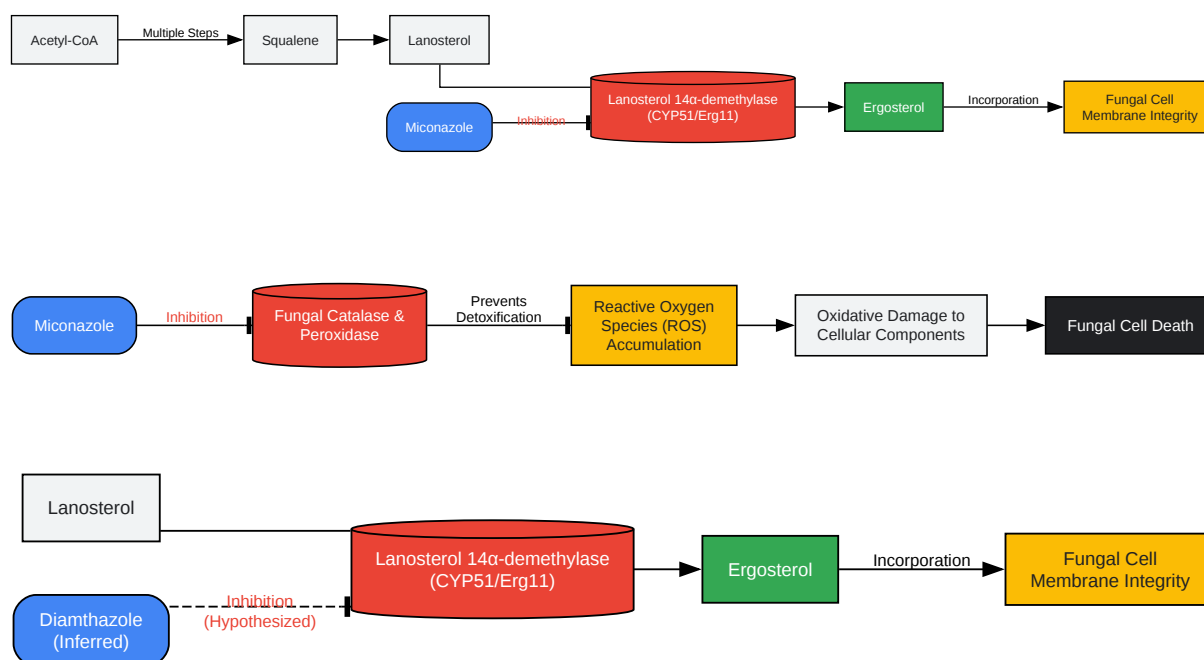 Acetyl-CoA
Multiple Steps
Squalene
Lanosterol
Miconazole
Inhibition
Lanosterol 14α-demethylase
(CYP51/Erg11)
Ergosterol
Incorporation
Fungal Cell
Membrane Integrity
Miconazole
Inhibition
Fungal Catalase &
Peroxidase
Prevents
Detoxification
Reactive Oxygen
Species (ROS)
Accumulation
Oxidative Damage to
Cellular Components
Fungal Cell Death
Lanosterol
Diamthazole
(Inferred)
Inhibition
(Hypothesized)
Lanosterol 14α-demethylase
(CYP51/Erg11)
Ergosterol
Incorporation
Fungal Cell
Membrane Integrity